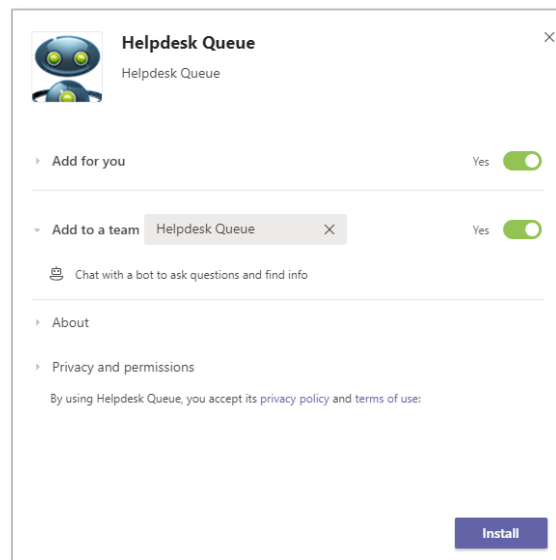 Helpdesk Queue
Helpdesk Queue
Add for you Yes
Add to a team Helpdesk Queue Yes
Chat with a bot to ask questions and find info
About
Privacy and permissions
By using Helpdesk Queue, you accept its privacy policy and terms of use:
Install